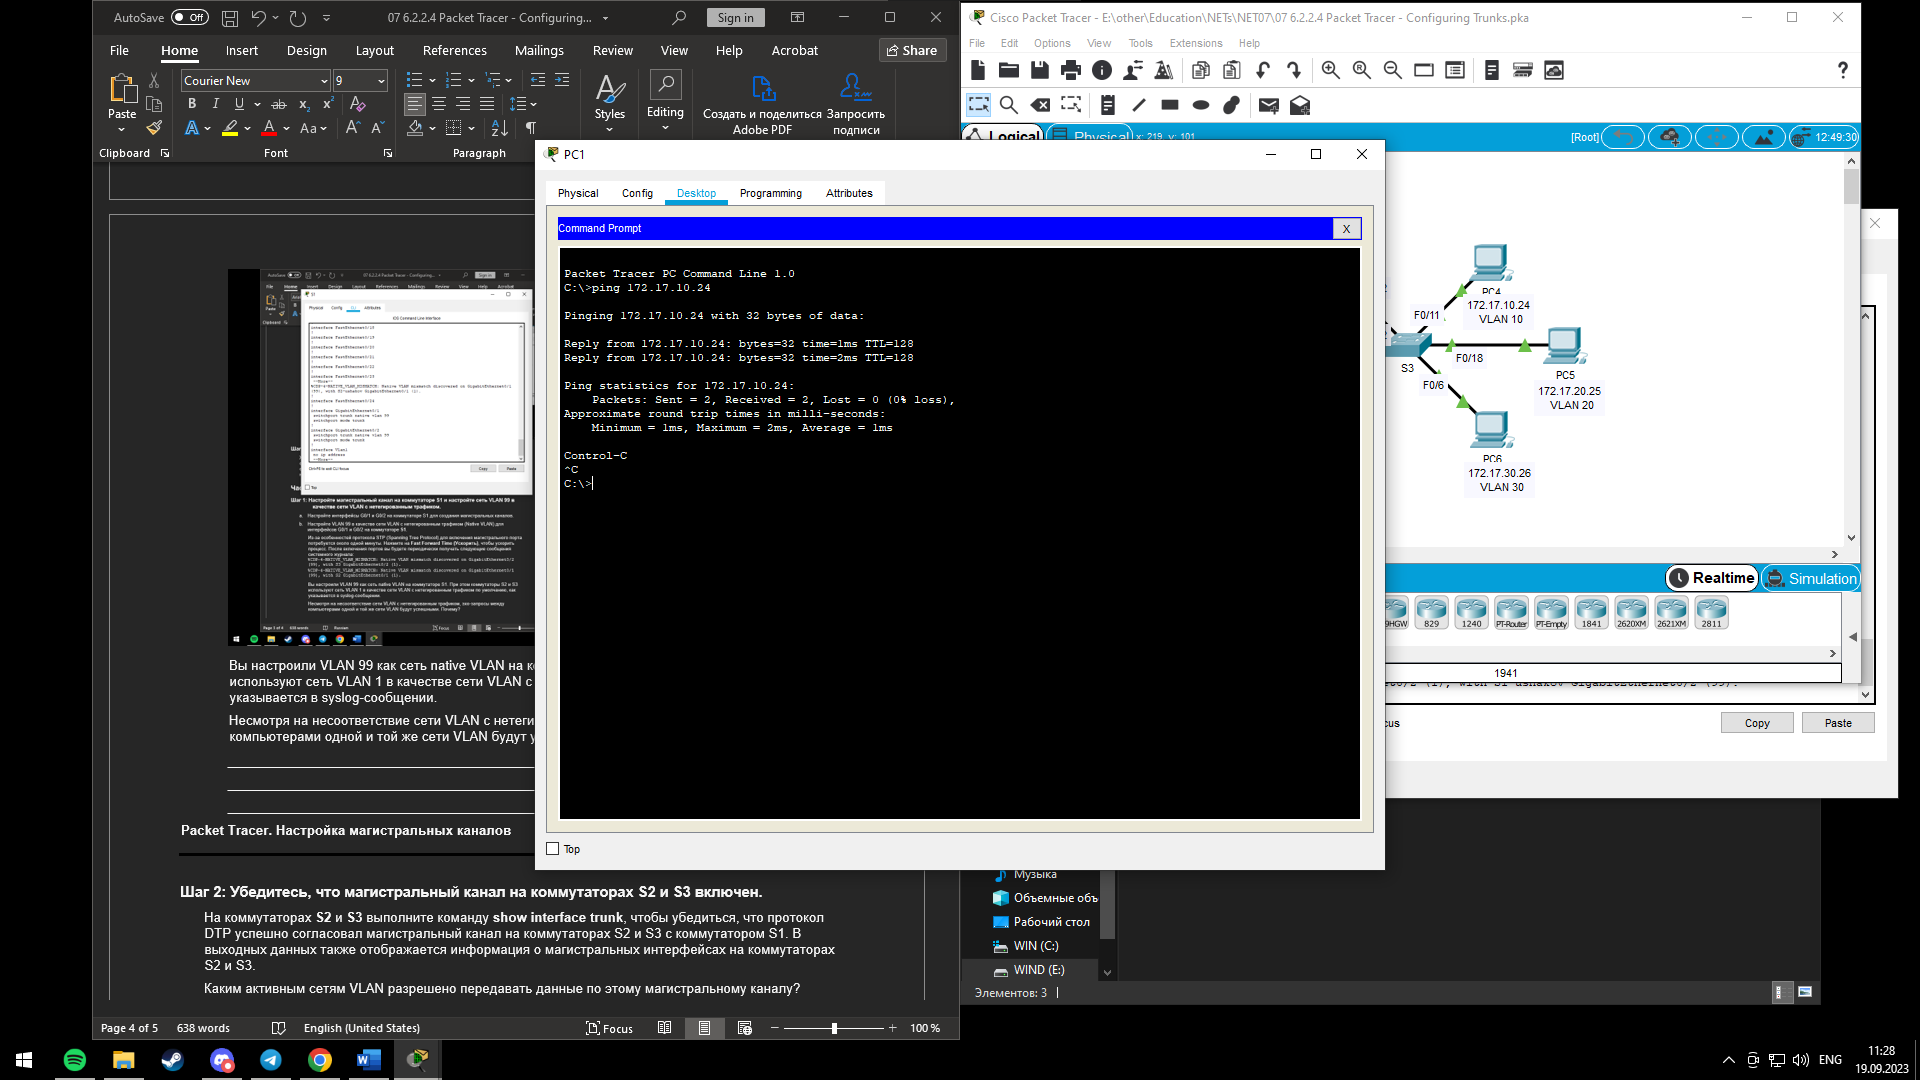 AutoSave Off 07 6.2.2.4 Packet Tracer - Configuring... Sign in
File Home Insert Design Layout References Mailings Review View Help Acrobat Share
Paste
Courier New 9
Styles
Editing
Создать и поделиться Adobe PDF
Запросить подписи
Clipboard Font Paragraph
Вы настроили VLAN 99 как сеть native VLAN на к
используют сеть VLAN 1 в качестве сети VLAN с
указывается в syslog-сообщении.
Несмотря на несоответствие сети VLAN с нетеги
компьютерами одной и той же сети VLAN будут у
Packet Tracer. Настройка магистральных каналов
Шаг 2: Убедитесь, что магистральный канал на коммутаторах S2 и S3 включен.
На коммутаторах S2 и S3 выполните команду show interface trunk, чтобы убедиться, что протокол
DTP успешно согласовал магистральный канал на коммутаторах S2 и S3 с коммутатором S1. В
выходных данных также отображается информация о магистральных интерфейсах на коммутаторах
S2 и S3.
Каким активным сетям VLAN разрешено передавать данные по этому магистральному каналу?
Page 4 of 5 638 words English (United States) Focus 100 %
PC1
Physical Config Desktop Programming Attributes
Command Prompt X
Packet Tracer PC Command Line 1.0
C:\>ping 172.17.10.24
Pinging 172.17.10.24 with 32 bytes of data:
Reply from 172.17.10.24: bytes=32 time=1ms TTL=128
Reply from 172.17.10.24: bytes=32 time=2ms TTL=128
Ping statistics for 172.17.10.24:
Packets: Sent = 2, Received = 2, Lost = 0 (0% loss),
Approximate round trip times in milli-seconds:
Minimum = 1ms, Maximum = 2ms, Average = 1ms
Control-C
^C
C:\>
Top
Cisco Packet Tracer - E:\other\Education\NETs\NET07\07 6.2.2.4 Packet Tracer - Configuring Trunks.pka
File Edit Options View Tools Extensions Help
Logical Physical x: 219, y: 101 [Root] 12:49:30
PC4
172.17.10.24
VLAN 10
F0/11
F0/18
S3
PC5
172.17.20.25
VLAN 20
F0/6
PC6
172.17.30.26
VLAN 30
Realtime Simulation
9HGW 829 1240 PT-Router PT-Empty 1841 2620XM 2621XM 2811
1941
cus
Copy Paste
Музыка
Объемные объ
Рабочий стол
WIN (C:)
WIND (E:)
Элементов: 3
ENG
11:28
19.09.2023